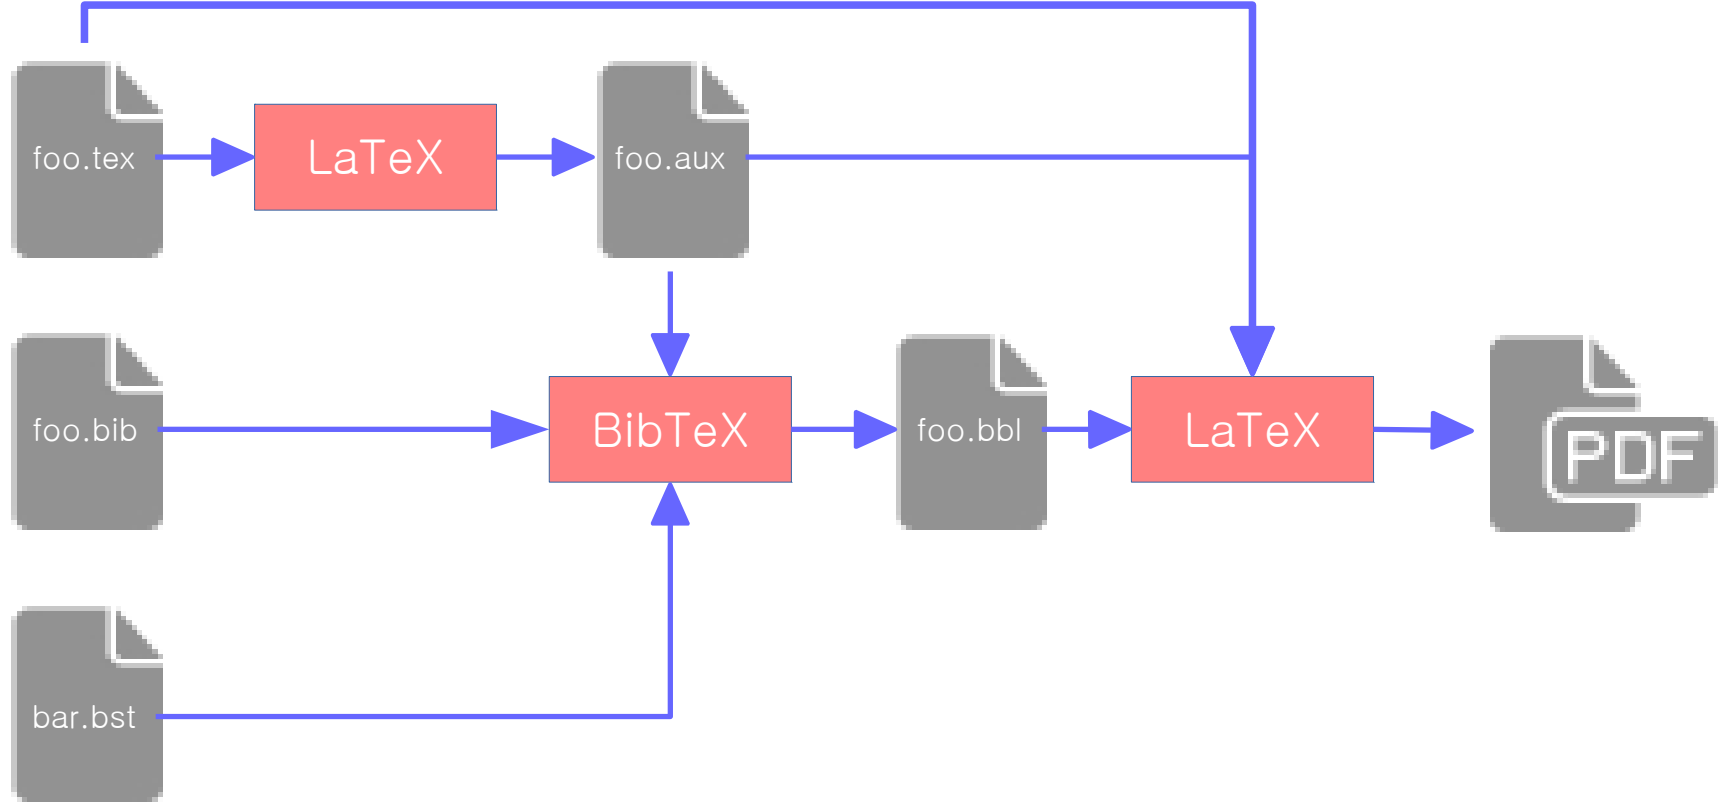 foo.tex
LaTeX
foo.aux
foo.bib
BibTeX
foo.bbl
LaTeX
PDF
bar.bst